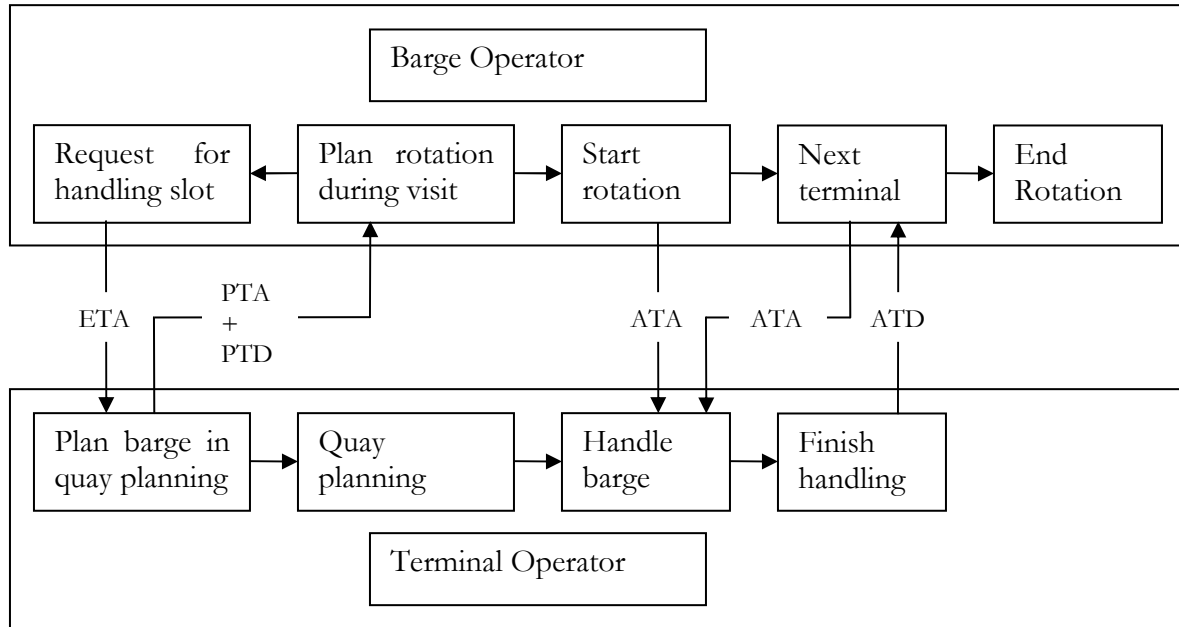 Barge Operator
Request for
handling slot
Plan rotation
during visit
Start
rotation
Next
terminal
End
Rotation
ETA
PTA
+
PTD
ATA
ATA
ATD
Plan barge in
quay planning
Quay
planning
Handle
barge
Finish
handling
Terminal Operator